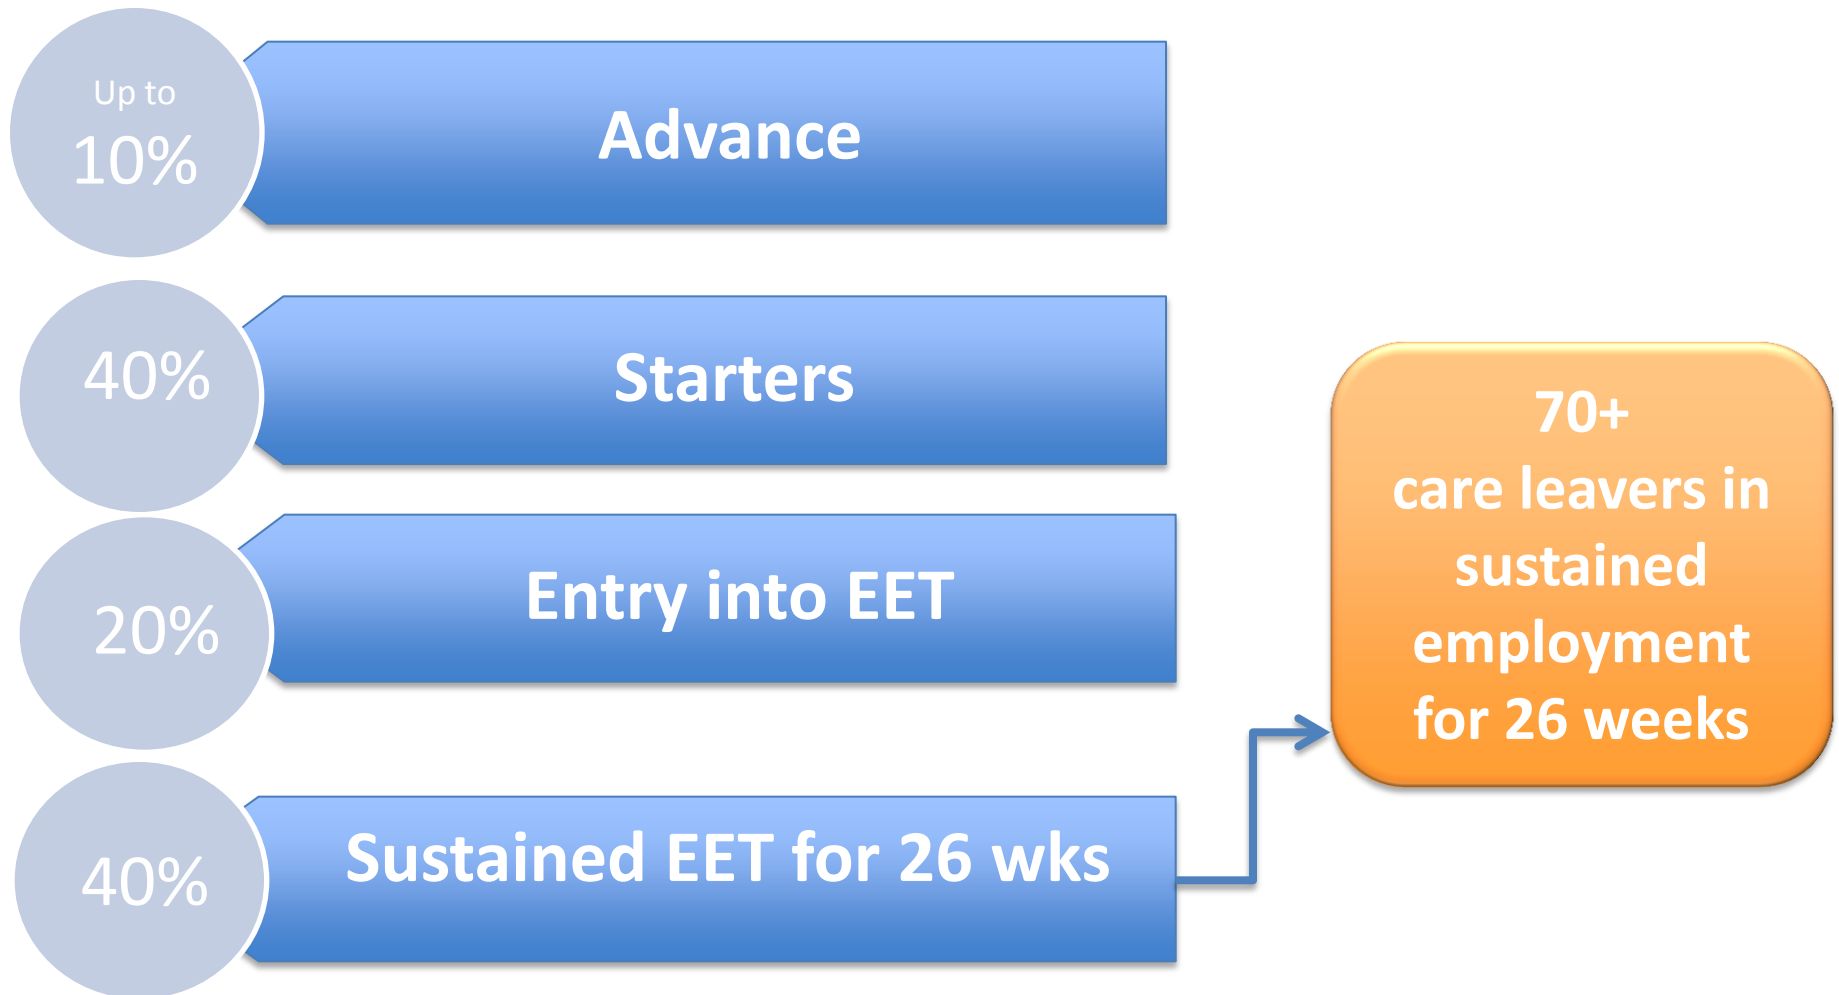 Up to
10%
Advance
40%
Starters
20%
Entry into EET
40%
Sustained EET for 26 wks
70+
care leavers in
sustained
employment
for 26 weeks